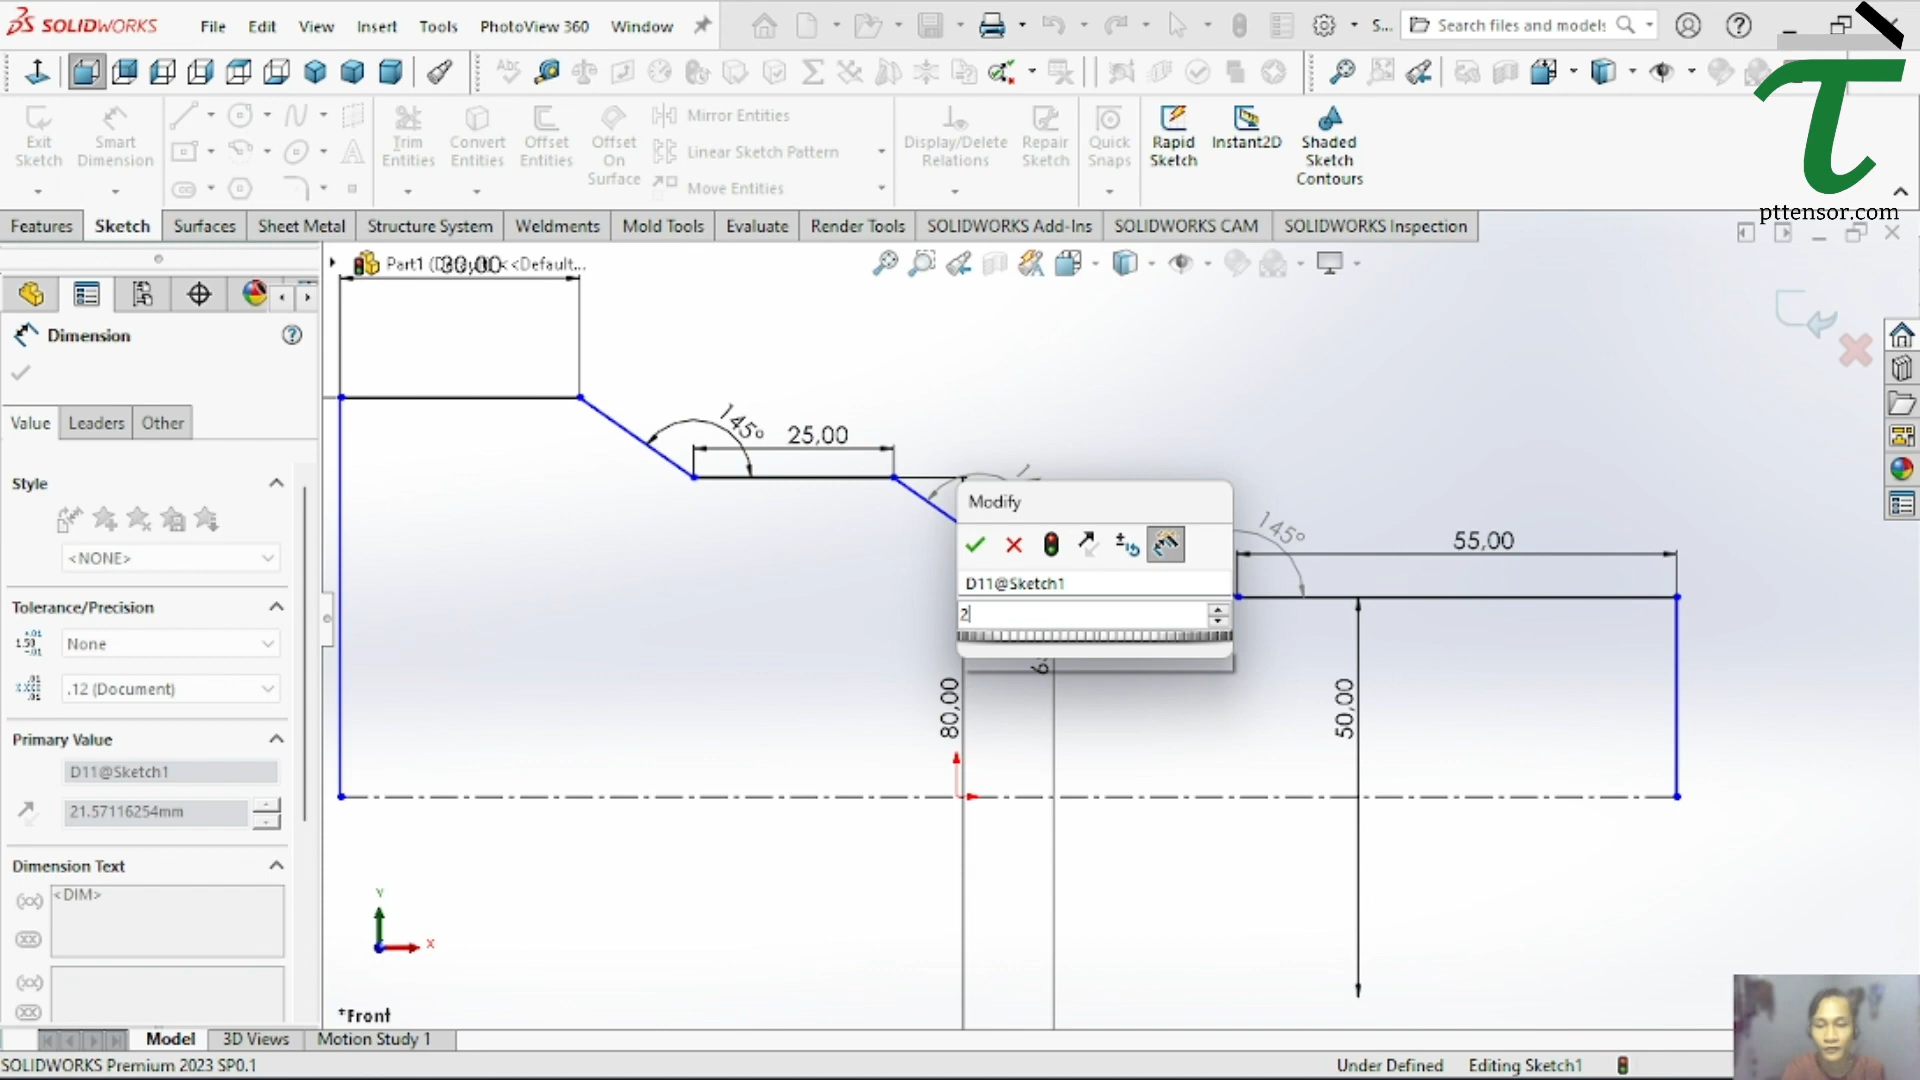 SOLIDWORKS File Edit View Insert Tools PhotoView 360 Window S... Search files and models
Exit Sketch
Smart Dimension
Trim Entities
Convert Entities
Offset Entities
Offset On Surface
Mirror Entities
Linear Sketch Pattern
Move Entities
Display/Delete Relations
Repair Sketch
Quick Snaps
Rapid Sketch
Instant2D
Shaded Sketch Contours
τ
pttensor.com
Features Sketch Surfaces Sheet Metal Structure System Weldments Mold Tools Evaluate Render Tools SOLIDWORKS Add-Ins SOLIDWORKS CAM SOLIDWORKS Inspection
Part1 <Default...
30,00
Dimension
Value Leaders Other
Style
<NONE>
Tolerance/Precision
None
.12 (Document)
Primary Value
D11@Sketch1
21.57116254mm
Dimension Text
<DIM>
145°
25,00
Modify
D11@Sketch1
2
145°
55,00
80,00
50,00
Y
X
*Front
Model 3D Views Motion Study 1
SOLIDWORKS Premium 2023 SP0.1 Under Defined Editing Sketch1